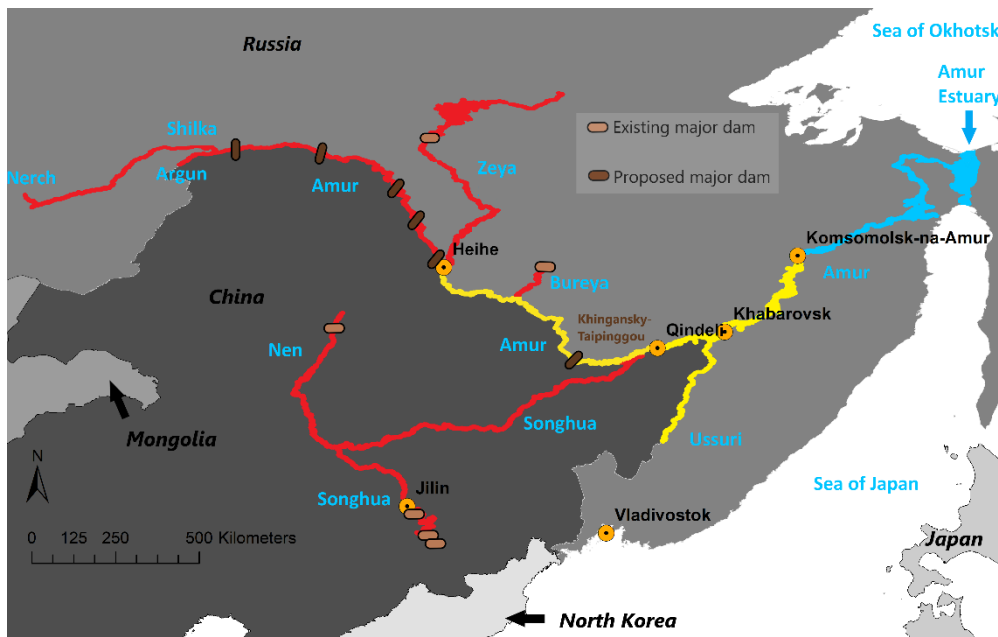 Russia
Sea of Okhotsk
Amur
Estuary
Existing major dam
Proposed major dam
Shilka
Nerch
Argun
Amur
Zeya
Heihe
Komsomolsk-na-Amur
Amur
China
Bureya
Khingansky-
Taipinggou
Qindeli
Khabarovsk
Nen
Amur
Songhua
Ussuri
Mongolia
N
Songhua
Jilin
Sea of Japan
Vladivostok
0 125 250 500 Kilometers
Japan
North Korea